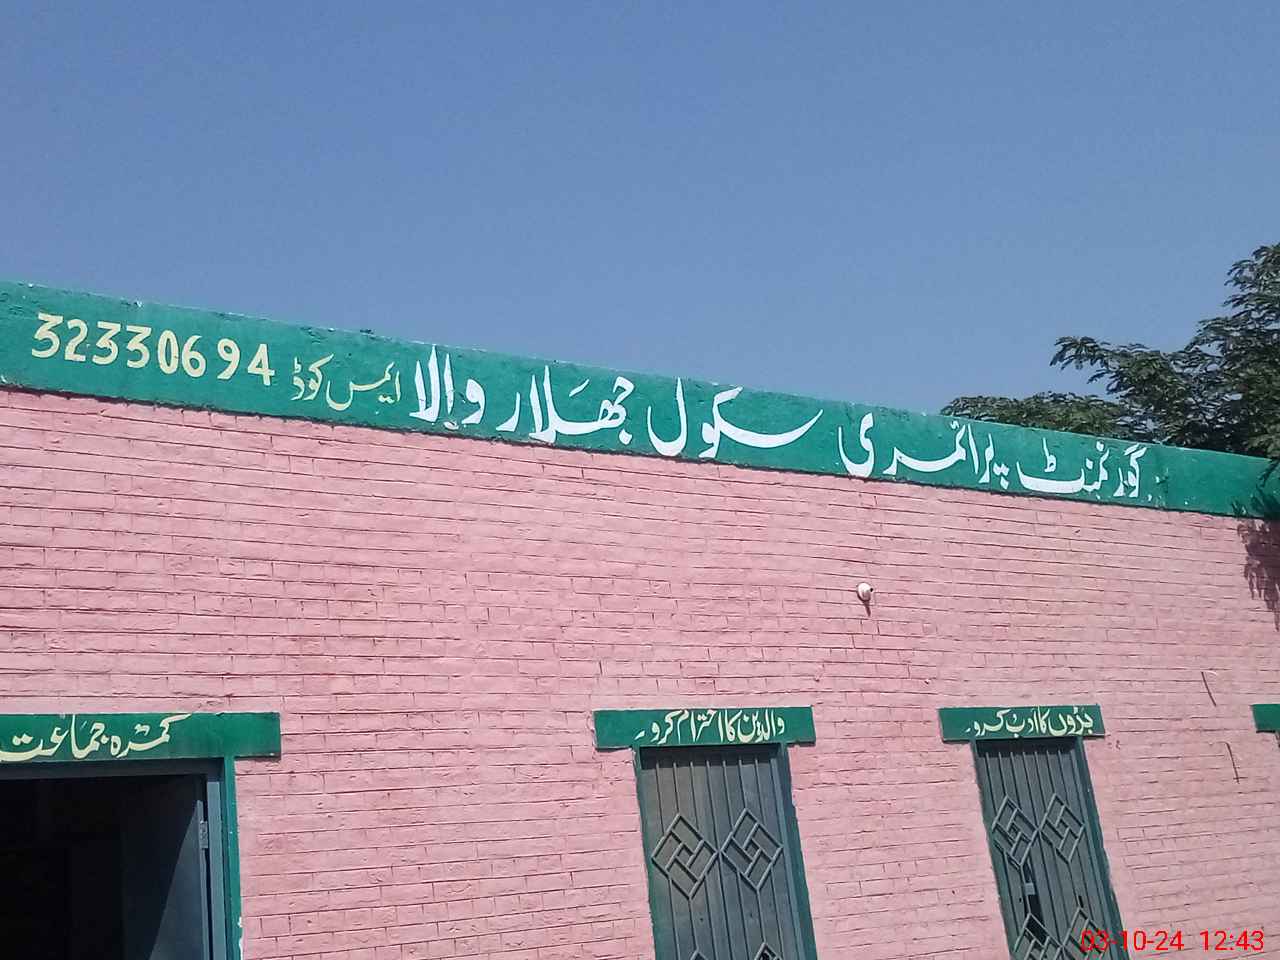 گورنمنٹ پرائمری سکول جھلار والا ایس کوڈ 32330694
بڑوں کا ادب کرو۔
والدین کا احترام کرو۔
کمرہ جماعت
03-10-24 12:43